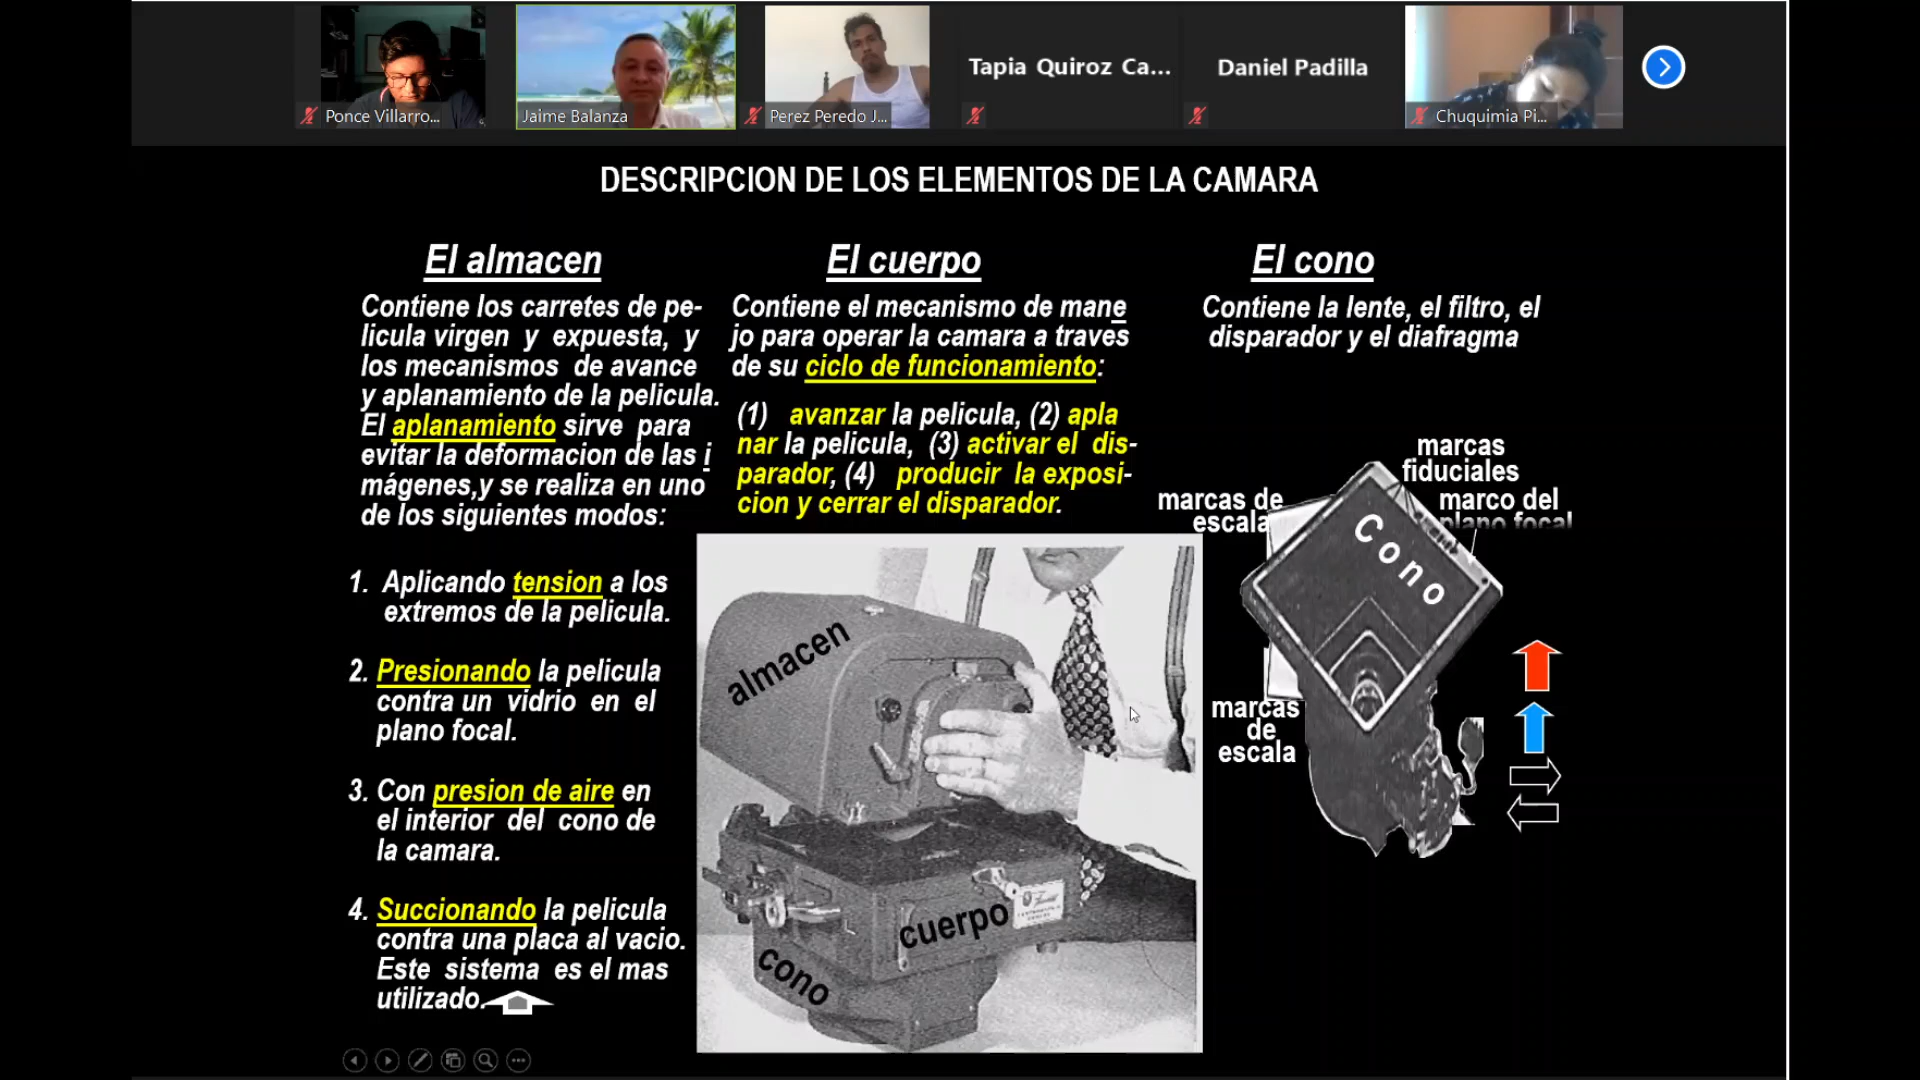 Ponce Villarro...
Jaime Balanza
Perez Peredo J...
Tapia Quiroz Ca...
Daniel Padilla
Chuquimia Pi...
DESCRIPCION DE LOS ELEMENTOS DE LA CAMARA
El almacen
Contiene los carretes de pe-
licula virgen y expuesta, y
los mecanismos de avance
y aplanamiento de la pelicula.
El aplanamiento sirve para
evitar la deformacion de las i
mágenes,y se realiza en uno
de los siguientes modos:
1. Aplicando tension a los
extremos de la pelicula.
2. Presionando la pelicula
contra un vidrio en el
plano focal.
3. Con presion de aire en
el interior del cono de
la camara.
4. Succionando la pelicula
contra una placa al vacio.
Este sistema es el mas
utilizado.
El cuerpo
Contiene el mecanismo de mane
jo para operar la camara a traves
de su ciclo de funcionamiento:
(1) avanzar la pelicula, (2) apla
nar la pelicula, (3) activar el dis-
parador, (4) producir la exposi-
cion y cerrar el disparador.
almacen
cuerpo
cono
El cono
Contiene la lente, el filtro, el
disparador y el diafragma
marcas
fiduciales
marcas de
escala
marco del
plano focal
Cono
marcas
de
escala